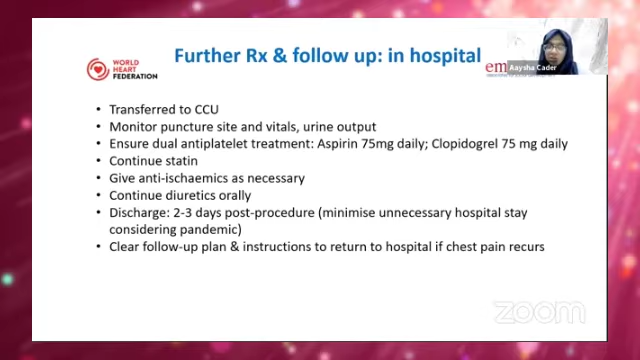 Further Rx & follow up: in hospital
WORLD
HEART
FEDERATION
em
Aaysha Cader
• Transferred to CCU
• Monitor puncture site and vitals, urine output
• Ensure dual antiplatelet treatment: Aspirin 75mg daily; Clopidogrel 75 mg daily
• Continue statin
• Give anti-ischaemics as necessary
• Continue diuretics orally
• Discharge: 2-3 days post-procedure (minimise unnecessary hospital stay
considering pandemic)
• Clear follow-up plan & instructions to return to hospital if chest pain recurs
zoom